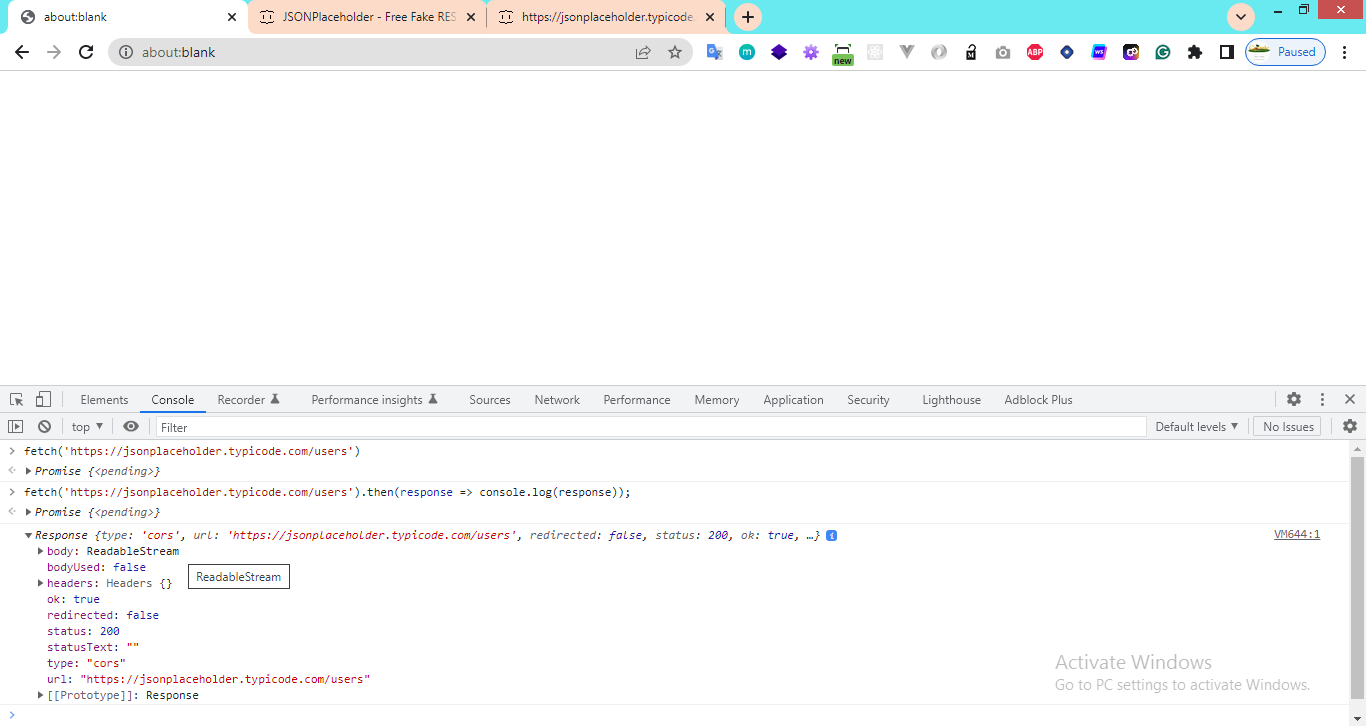 about:blank
JSONPlaceholder - Free Fake RES
https://jsonplaceholder.typicode.
about:blank
m
new
M
ABP
WS
G
Paused
Elements Console Recorder Performance insights Sources Network Performance Memory Application Security Lighthouse Adblock Plus
top ▼ Filter Default levels ▼ No Issues
> fetch('https://jsonplaceholder.typicode.com/users')
Promise {<pending>}
> fetch('https://jsonplaceholder.typicode.com/users').then(response => console.log(response));
Promise {<pending>}
Response {type: 'cors', url: 'https://jsonplaceholder.typicode.com/users', redirected: false, status: 200, ok: true, …} i VM644:1
body: ReadableStream
bodyUsed: false
headers: Headers {}
ReadableStream
ok: true
redirected: false
status: 200
statusText: ""
type: "cors"
url: "https://jsonplaceholder.typicode.com/users"
[[Prototype]]: Response
>
Activate Windows
Go to PC settings to activate Windows.